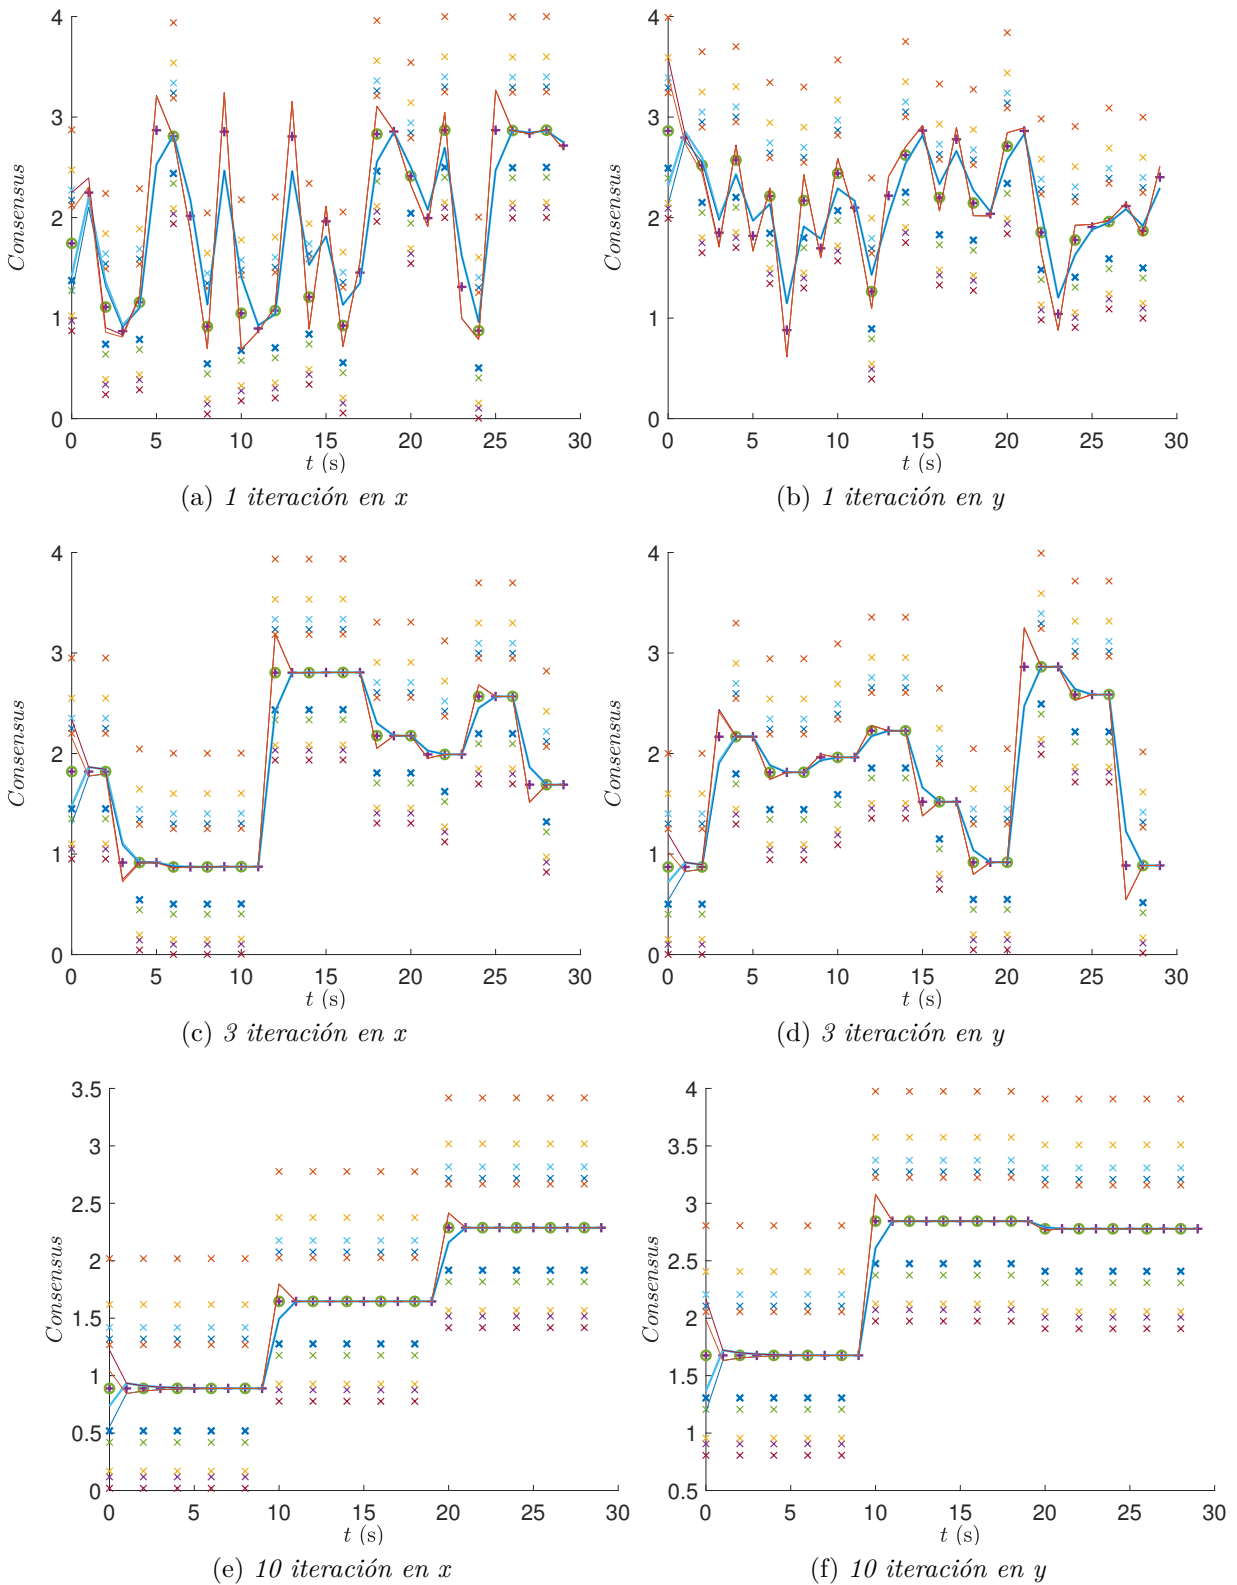 4
3
2
1
0
Consensus
0 5 10 15 20 25 30
t (s)
(a) 1 iteración en x
4
3
2
1
0
Consensus
0 5 10 15 20 25 30
t (s)
(b) 1 iteración en y
4
3
2
1
0
Consensus
0 5 10 15 20 25 30
t (s)
(c) 3 iteración en x
4
3
2
1
0
Consensus
0 5 10 15 20 25 30
t (s)
(d) 3 iteración en y
3.5
3
2.5
2
1.5
1
0.5
0
Consensus
0 5 10 15 20 25 30
t (s)
(e) 10 iteración en x
4
3.5
3
2.5
2
1.5
1
0.5
Consensus
0 5 10 15 20 25 30
t (s)
(f) 10 iteración en y